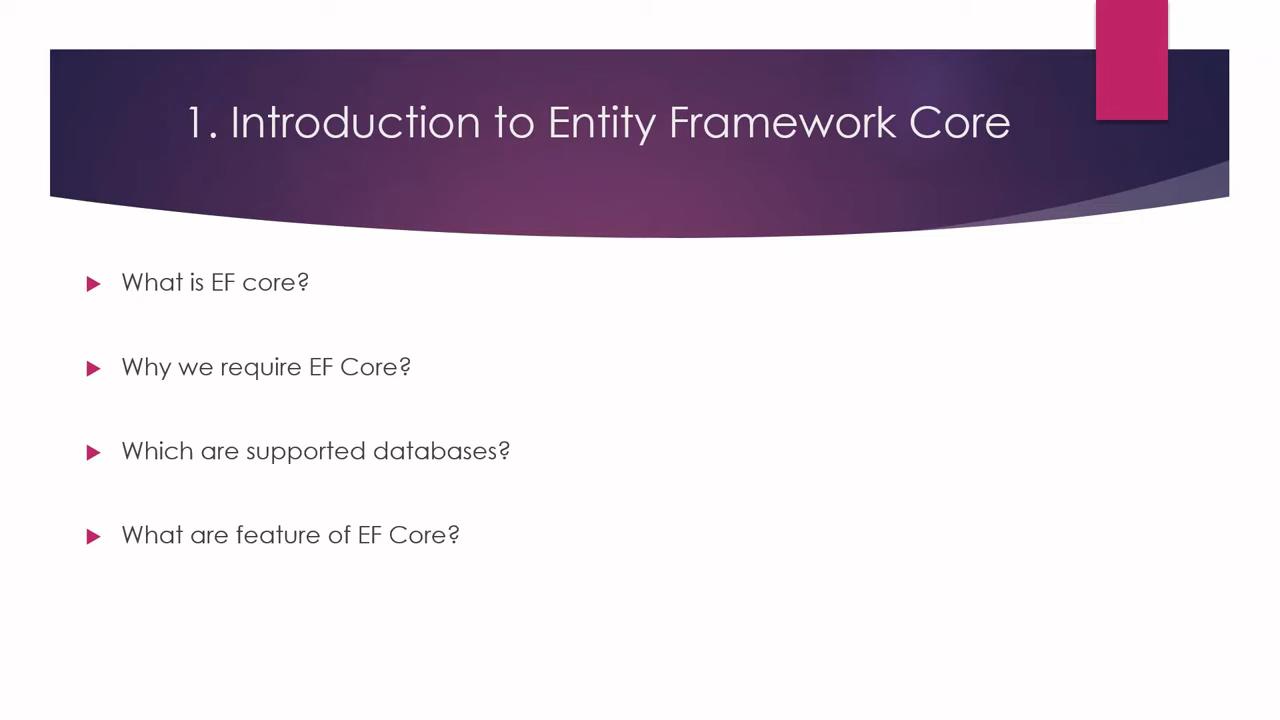 1. Introduction to Entity Framework Core
What is EF core?
Why we require EF Core?
Which are supported databases?
What are feature of EF Core?